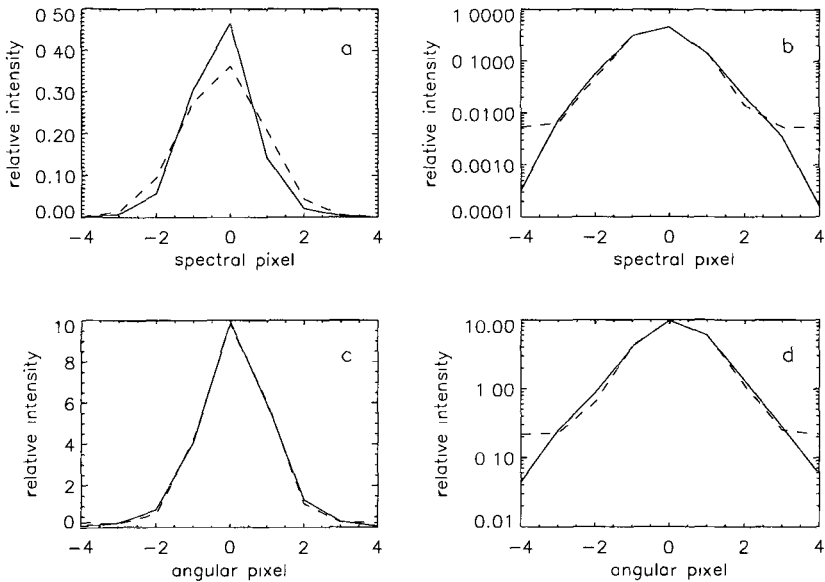 0 50
0 40
0.30
0.20
0.10
0.00
relative intensity
a
−4 −2 0 2 4
spectral pixel
1 0000
0 1000
0.0100
0.0010
0.0001
relative intensity
b
−4 −2 0 2 4
spectral pixel
10
8
6
4
2
0
relative intensity
c
−4 −2 0 2 4
angular pixel
10.00
1 00
0 10
0.01
relative intensity
d
−4 −2 0 2 4
angular pixel